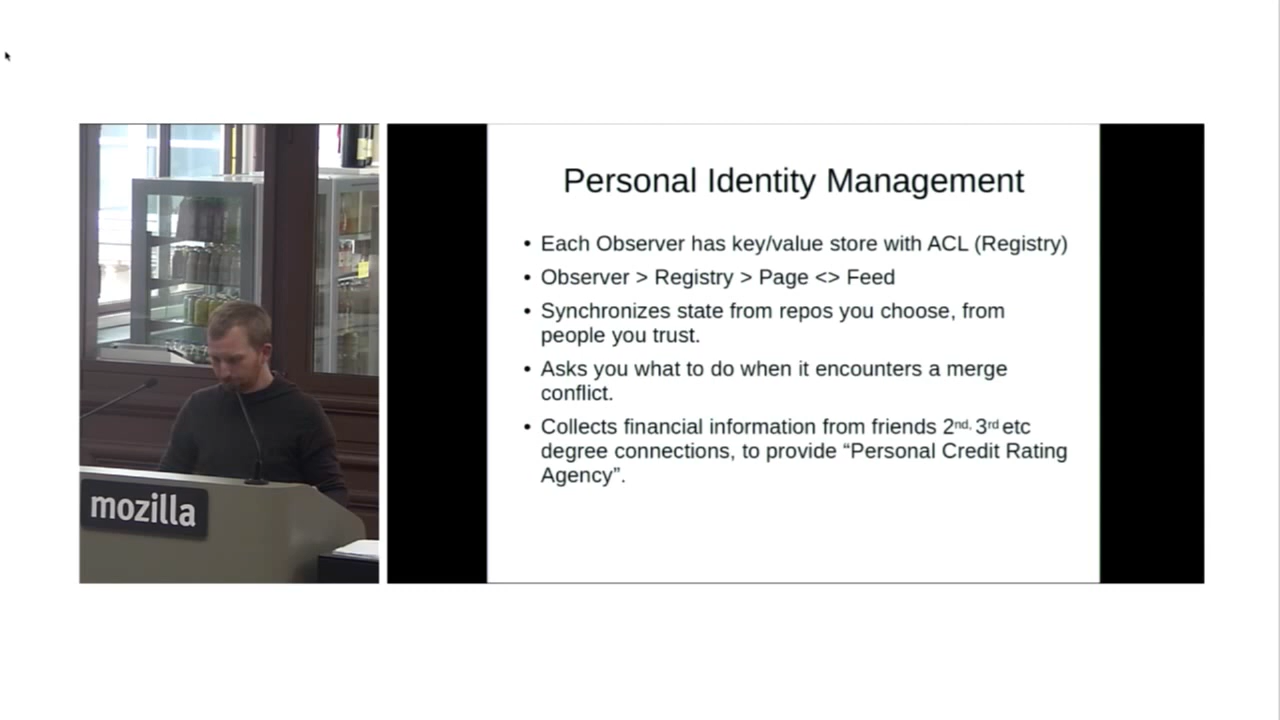 Personal Identity Management
• Each Observer has key/value store with ACL (Registry)
• Observer > Registry > Page <> Feed
• Synchronizes state from repos you choose, from
people you trust.
• Asks you what to do when it encounters a merge
conflict.
• Collects financial information from friends 2nd, 3rd etc
degree connections, to provide “Personal Credit Rating
Agency”.
mozilla